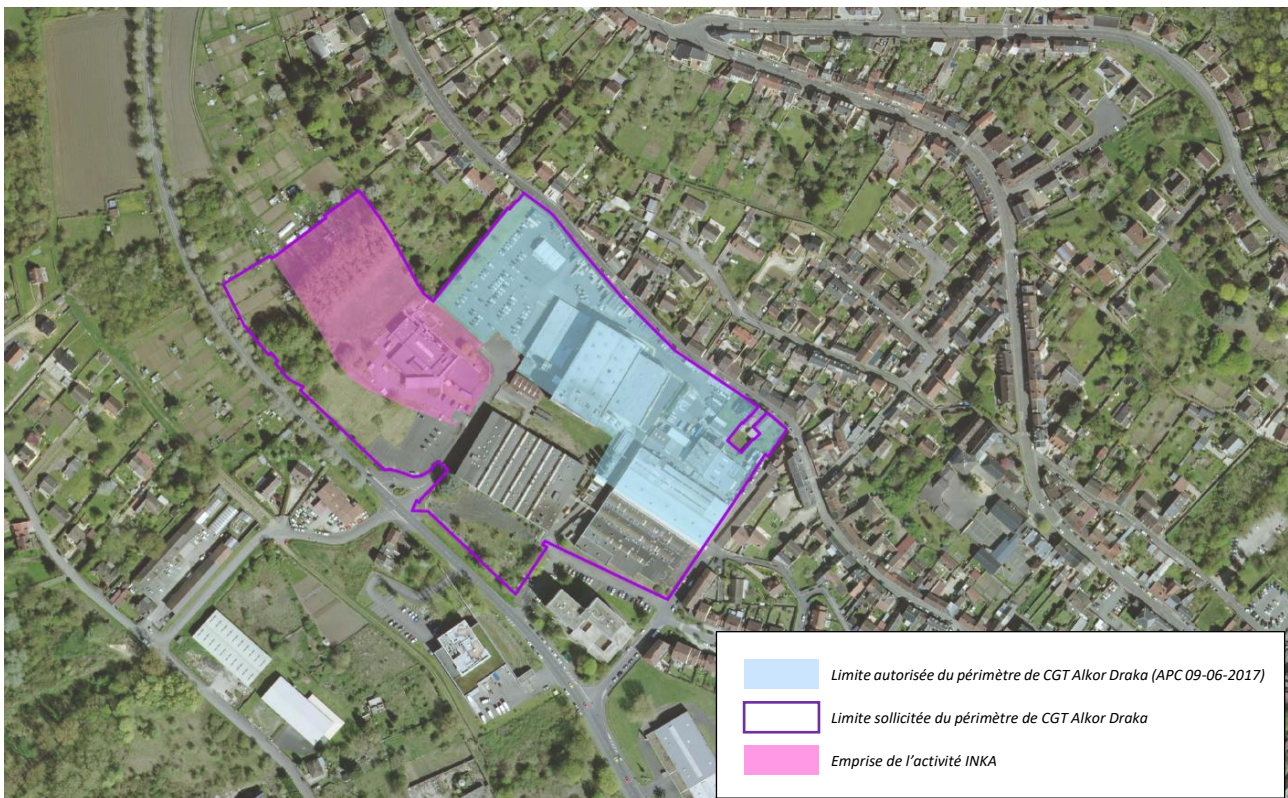 Limite autorisée du périmètre de CGT Alkor Draka (APC 09-06-2017)
Limite sollicitée du périmètre de CGT Alkor Draka
Emprise de l'activité INKA